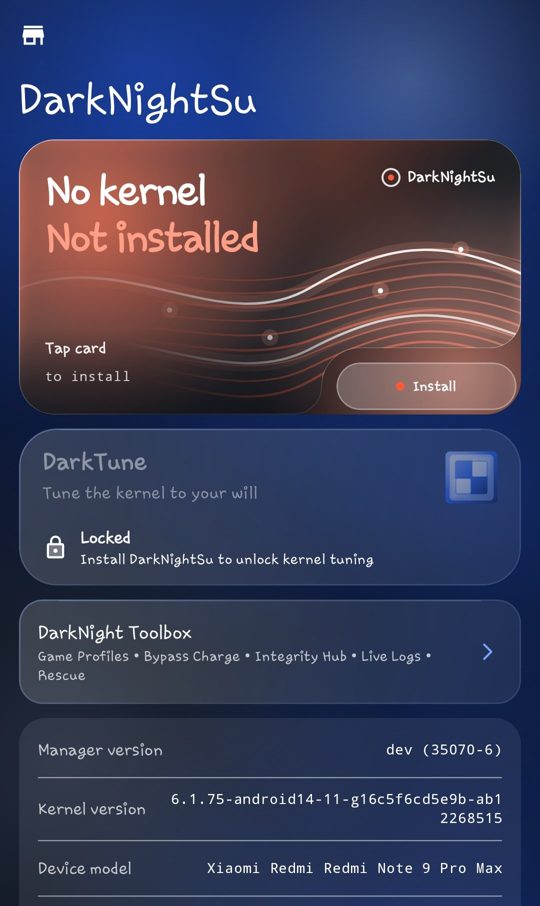 DarkNightSu
No kernel
Not installed
DarkNightSu
Tap card
to install
Install
DarkTune
Tune the kernel to your will
Locked
Install DarkNightSu to unlock kernel tuning
DarkNight Toolbox
Game Profiles • Bypass Charge • Integrity Hub • Live Logs •
Rescue
Manager version
dev (35070-6)
Kernel version
6.1.75-android14-11-g16c5f6cd5e9b-ab1
2268515
Device model
Xiaomi Redmi Redmi Note 9 Pro Max